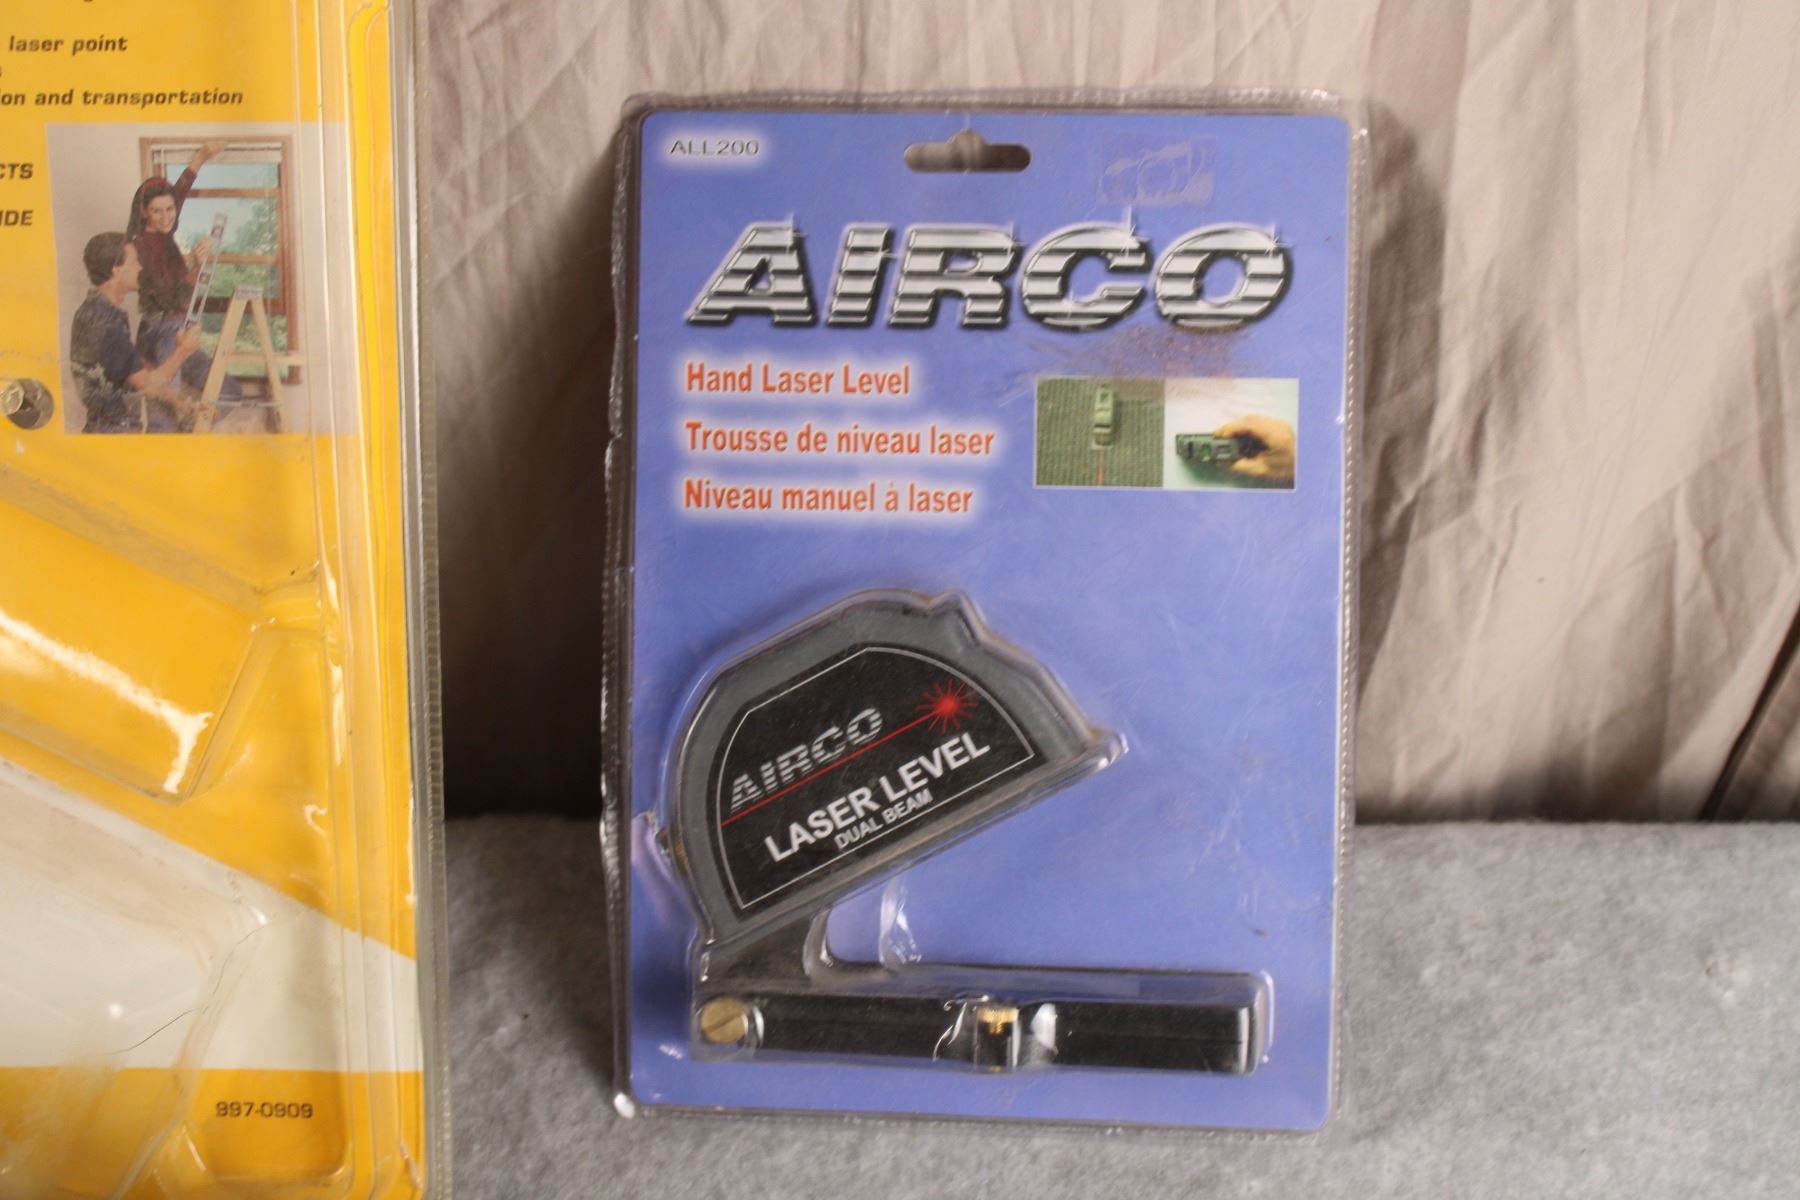 laser point
on and transportation
CTS
IDE
997-0909
ALL200
AIRCO
Hand Laser Level
Trousse de niveau laser
Niveau manuel à laser
AIRCO
LASER LEVEL
DUAL BEAM